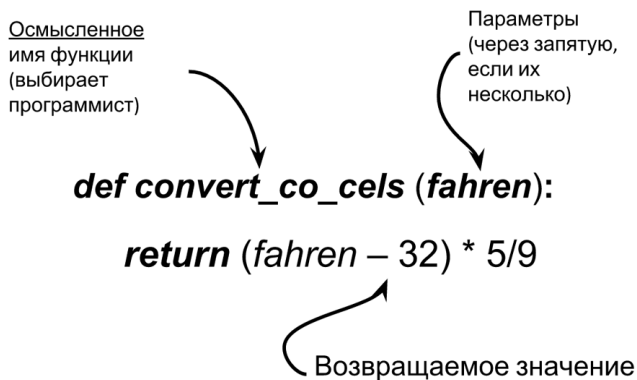 Осмысленное
имя функции
(выбирает
программист)
Параметры
(через запятую,
если их
несколько)
def convert_co_cels (fahren):
return (fahren – 32) * 5/9
Возвращаемое значение